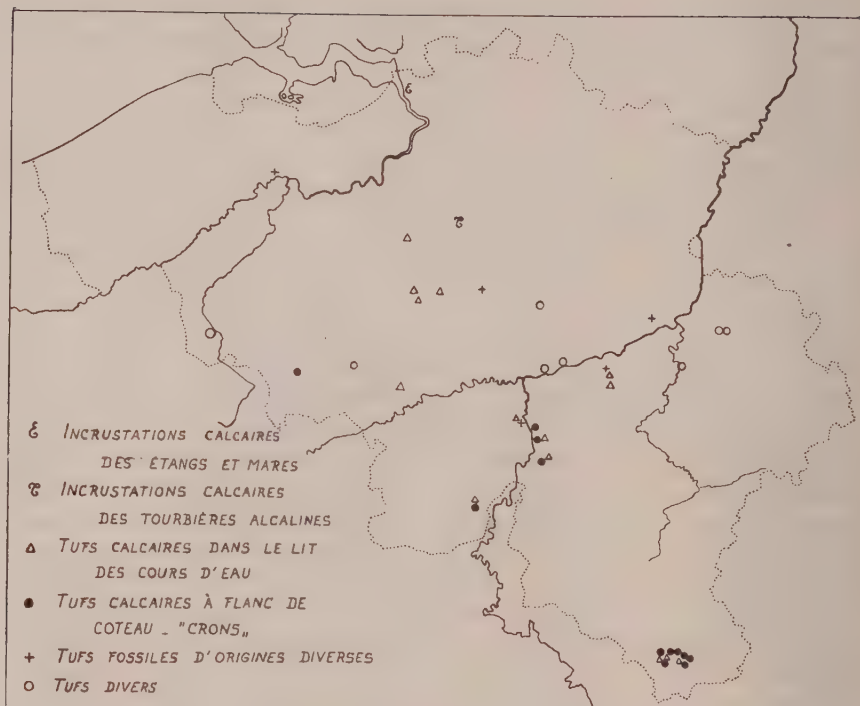 ε INCRUSTATIONS CALCAIRES
DES ÉTANGS ET MARES
ፘ INCRUSTATIONS CALCAIRES
DES TOURBIÈRES ALCALINES
△ TUFS CALCAIRES DANS LE LIT
DES COURS D'EAU
● TUFS CALCAIRES À FLANC DE
COTEAU _ "CRONS„
+ TUFS FOSSILES D'ORIGINES DIVERSES
○ TUFS DIVERS